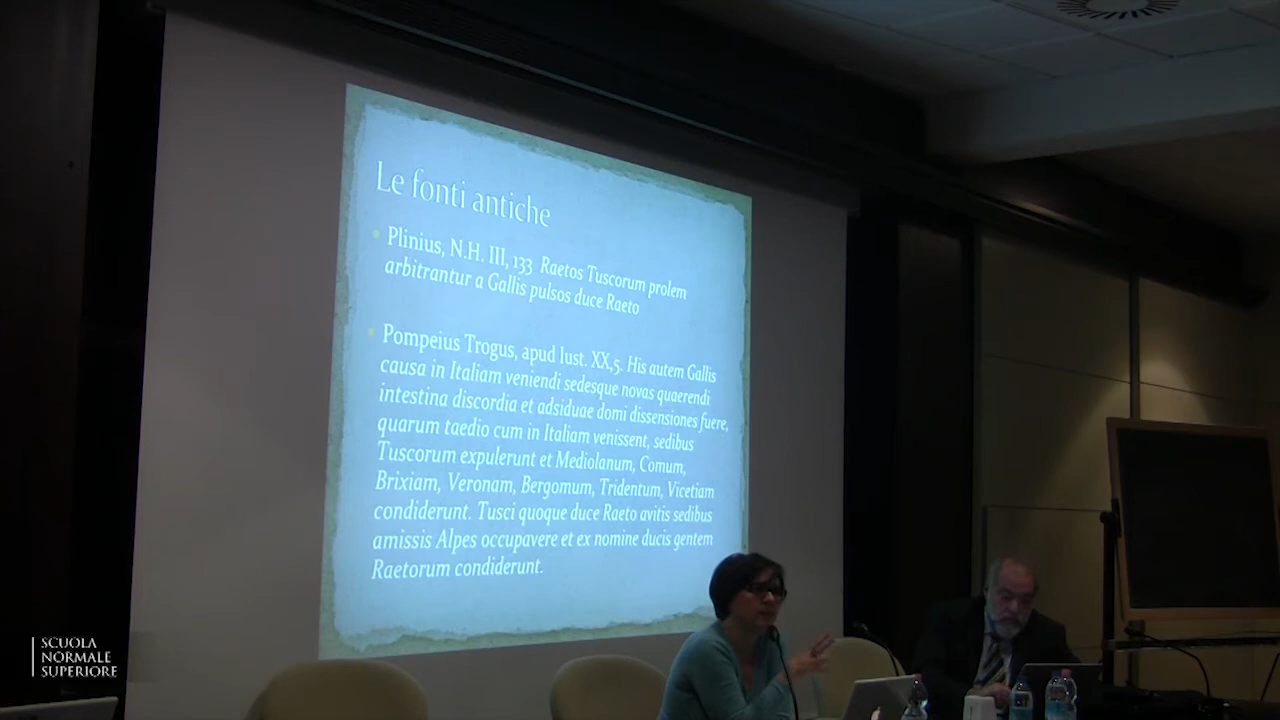 Le fonti antiche
Plinius, N.H. III, 133 Raetos Tuscorum prolem
arbitrantur a Gallis pulsos duce Raeto
Pompeius Trogus, apud Iust. XX,5. His autem Gallis
causa in Italiam veniendi sedesque novas quaerendi
intestina discordia et adsiduae domi dissensiones fuere,
quarum taedio cum in Italiam venissent, sedibus
Tuscorum expulerunt et Mediolanum, Comum,
Brixiam, Veronam, Bergomum, Tridentum, Vicetiam
condiderunt. Tusci quoque duce Raeto avitis sedibus
amissis Alpes occupavere et ex nomine ducis gentem
Raetorum condiderunt.
SCUOLA
NORMALE
SUPERIORE